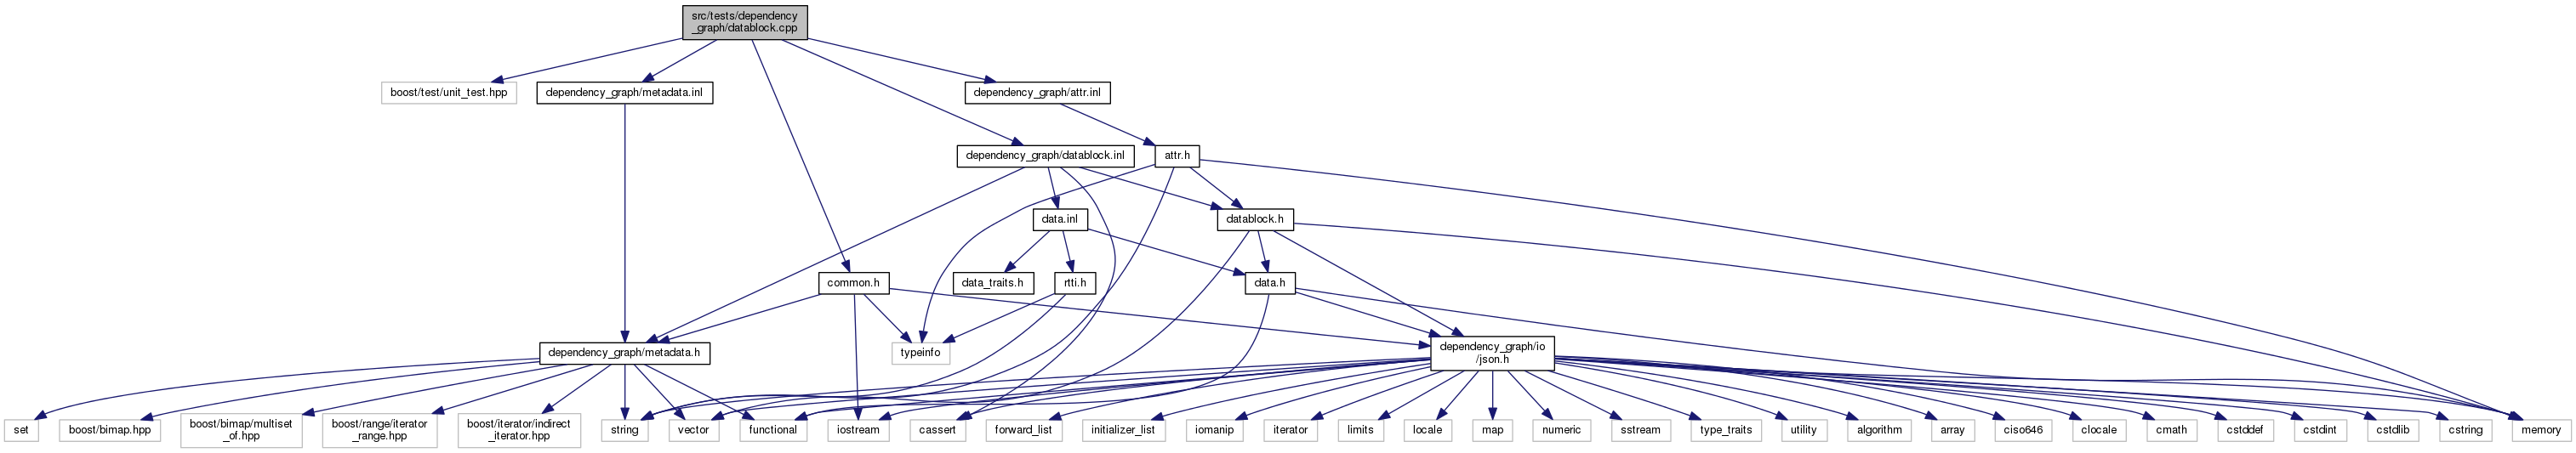 src/tests/dependency
_graph/datablock.cpp
boost/test/unit_test.hpp
dependency_graph/metadata.inl
dependency_graph/attr.inl
dependency_graph/datablock.inl
attr.h
data.inl
datablock.h
common.h
data_traits.h
rtti.h
data.h
dependency_graph/metadata.h
typeinfo
dependency_graph/io
/json.h
set
boost/bimap.hpp
boost/bimap/multiset
_of.hpp
boost/range/iterator
_range.hpp
boost/iterator/indirect
_iterator.hpp
string
vector
functional
iostream
cassert
forward_list
initializer_list
iomanip
iterator
limits
locale
map
numeric
sstream
type_traits
utility
algorithm
array
ciso646
clocale
cmath
cstddef
cstdint
cstdlib
cstring
memory